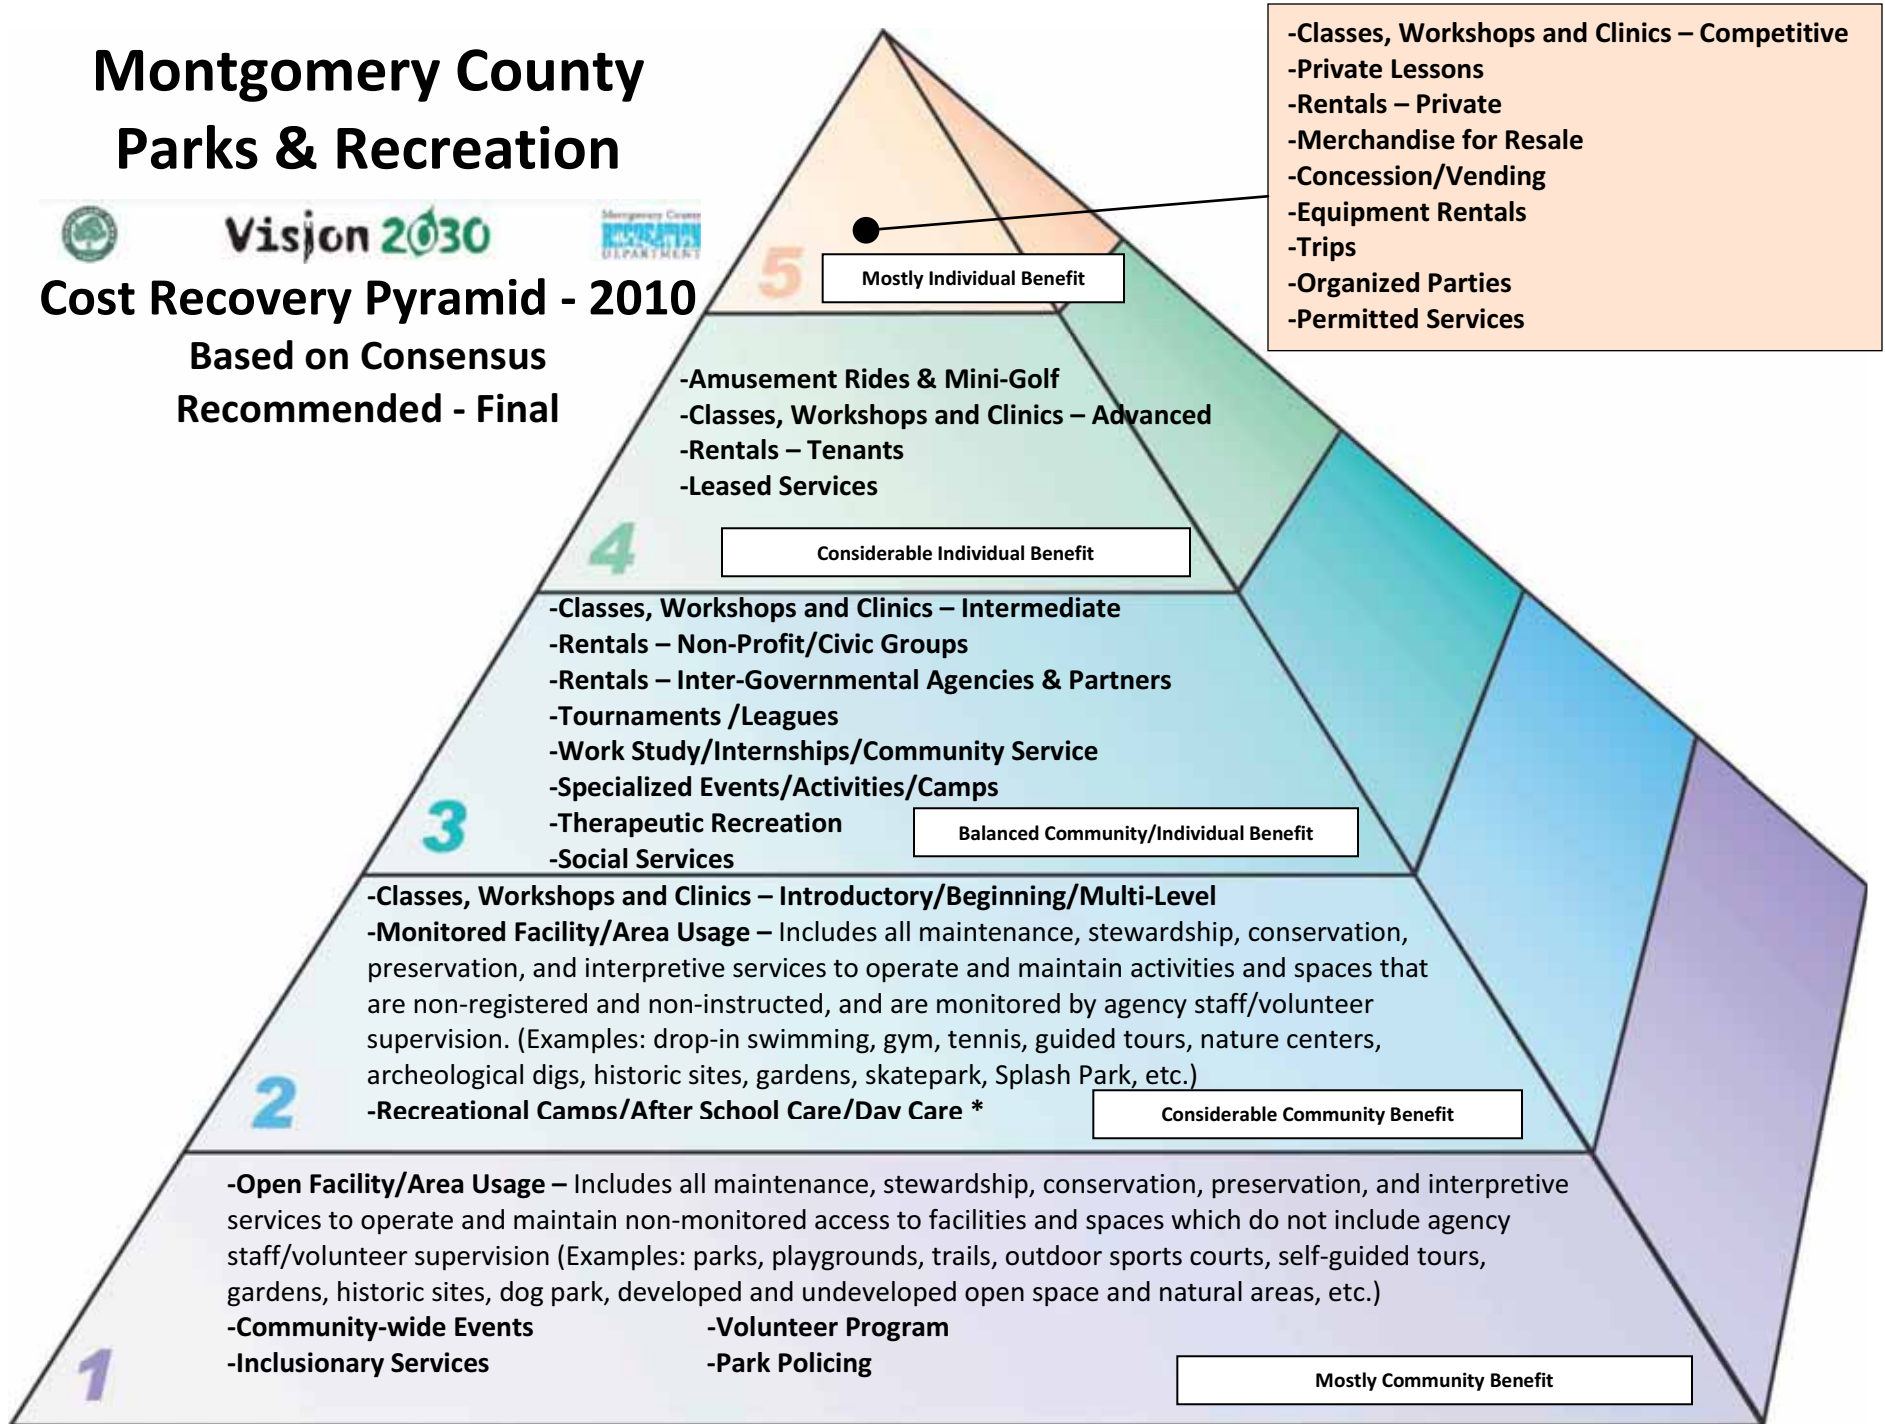 Montgomery County
Parks & Recreation
Vision 2030
Montgomery County
RECREATION
DEPARTMENT
Cost Recovery Pyramid - 2010
Based on Consensus
Recommended - Final
-Classes, Workshops and Clinics – Competitive
-Private Lessons
-Rentals – Private
-Merchandise for Resale
-Concession/Vending
-Equipment Rentals
-Trips
-Organized Parties
-Permitted Services
5
Mostly Individual Benefit
-Amusement Rides & Mini-Golf
-Classes, Workshops and Clinics – Advanced
-Rentals – Tenants
-Leased Services
4
Considerable Individual Benefit
-Classes, Workshops and Clinics – Intermediate
-Rentals – Non-Profit/Civic Groups
-Rentals – Inter-Governmental Agencies & Partners
-Tournaments /Leagues
-Work Study/Internships/Community Service
-Specialized Events/Activities/Camps
-Therapeutic Recreation
-Social Services
3
Balanced Community/Individual Benefit
-Classes, Workshops and Clinics – Introductory/Beginning/Multi-Level
-Monitored Facility/Area Usage – Includes all maintenance, stewardship, conservation,
preservation, and interpretive services to operate and maintain activities and spaces that
are non-registered and non-instructed, and are monitored by agency staff/volunteer
supervision. (Examples: drop-in swimming, gym, tennis, guided tours, nature centers,
archeological digs, historic sites, gardens, skatepark, Splash Park, etc.)
-Recreational Camps/After School Care/Day Care *
2
Considerable Community Benefit
-Open Facility/Area Usage – Includes all maintenance, stewardship, conservation, preservation, and interpretive
services to operate and maintain non-monitored access to facilities and spaces which do not include agency
staff/volunteer supervision (Examples: parks, playgrounds, trails, outdoor sports courts, self-guided tours,
gardens, historic sites, dog park, developed and undeveloped open space and natural areas, etc.)
-Community-wide Events -Volunteer Program
-Inclusionary Services -Park Policing
1
Mostly Community Benefit